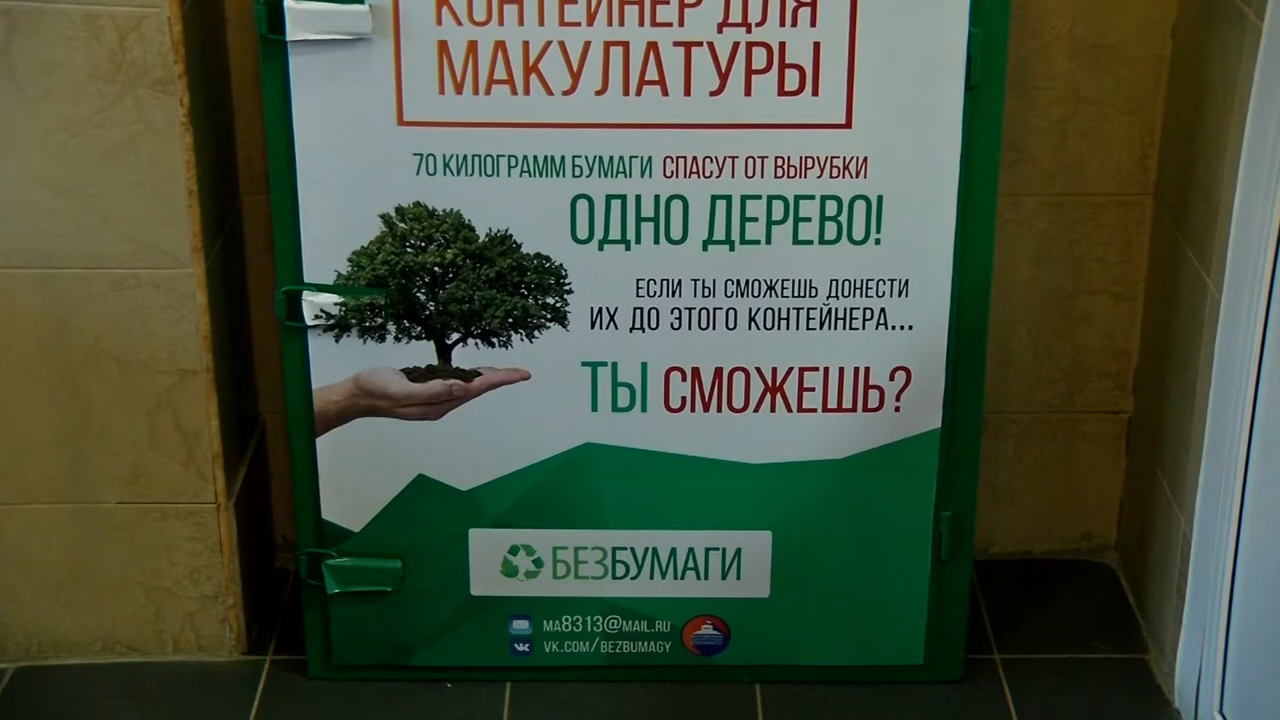 КОНТЕЙНЕР ДЛЯ
МАКУЛАТУРЫ
70 КИЛОГРАММ БУМАГИ СПАСУТ ОТ ВЫРУБКИ
ОДНО ДЕРЕВО!
ЕСЛИ ТЫ СМОЖЕШЬ ДОНЕСТИ
ИХ ДО ЭТОГО КОНТЕЙНЕРА...
ТЫ СМОЖЕШЬ?
БЕЗБУМАГИ
MA8313@MAIL.RU
VK.COM/BEZBUMAGY